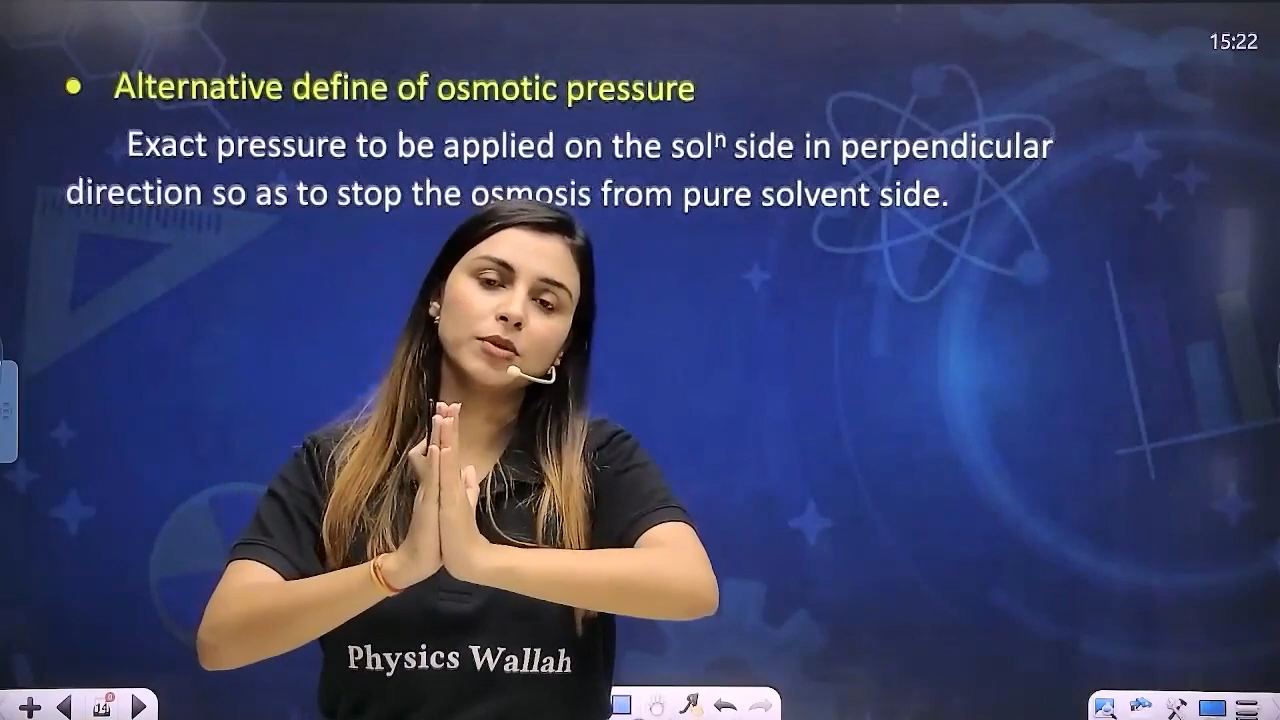 15:22
• Alternative define of osmotic pressure
Exact pressure to be applied on the solⁿ side in perpendicular
direction so as to stop the osmosis from pure solvent side.
Physics Wallah